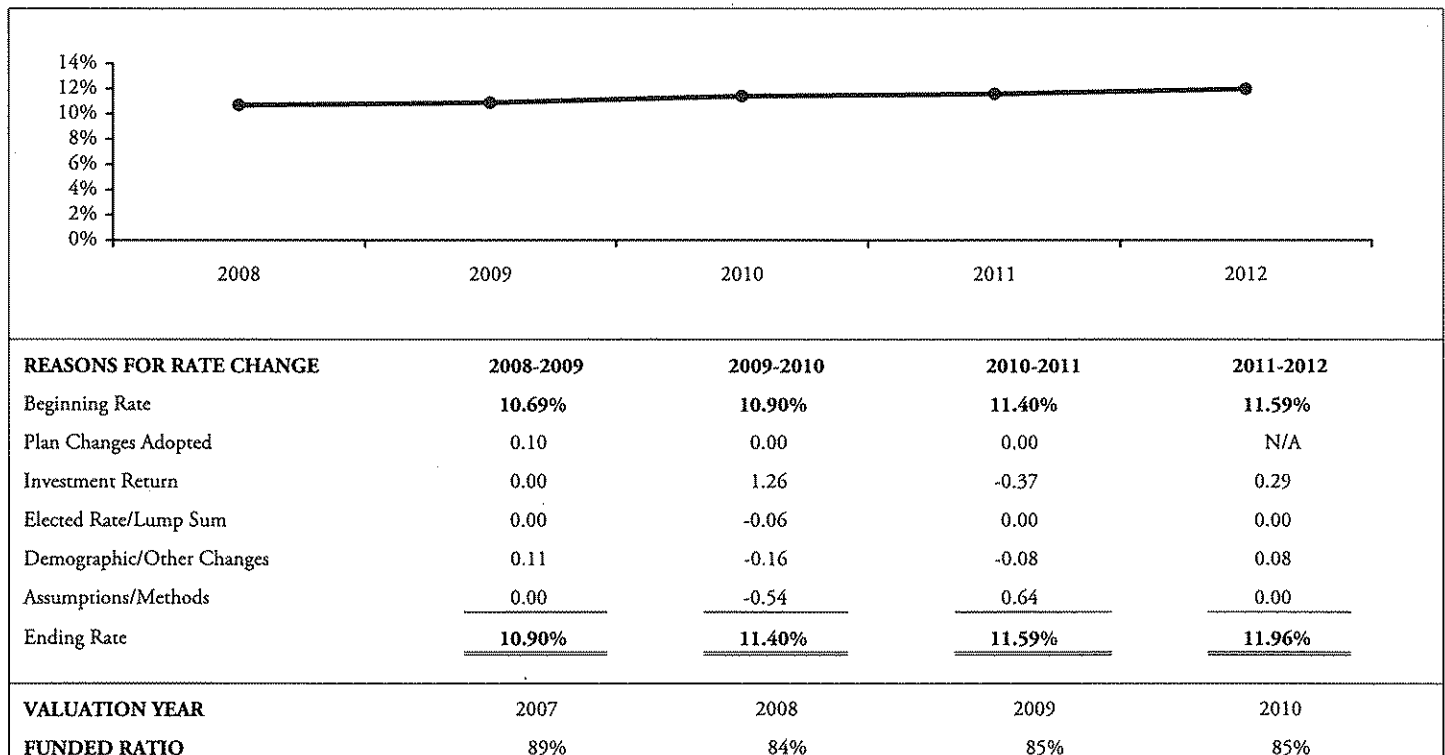 14%
12%
10%
8%
6%
4%
2%
0%
2008 2009 2010 2011 2012
REASONS FOR RATE CHANGE 2008-2009 2009-2010 2010-2011 2011-2012
Beginning Rate 10.69% 10.90% 11.40% 11.59%
Plan Changes Adopted 0.10 0.00 0.00 N/A
Investment Return 0.00 1.26 -0.37 0.29
Elected Rate/Lump Sum 0.00 -0.06 0.00 0.00
Demographic/Other Changes 0.11 -0.16 -0.08 0.08
Assumptions/Methods 0.00 -0.54 0.64 0.00
Ending Rate 10.90% 11.40% 11.59% 11.96%
VALUATION YEAR 2007 2008 2009 2010
FUNDED RATIO 89% 84% 85% 85%